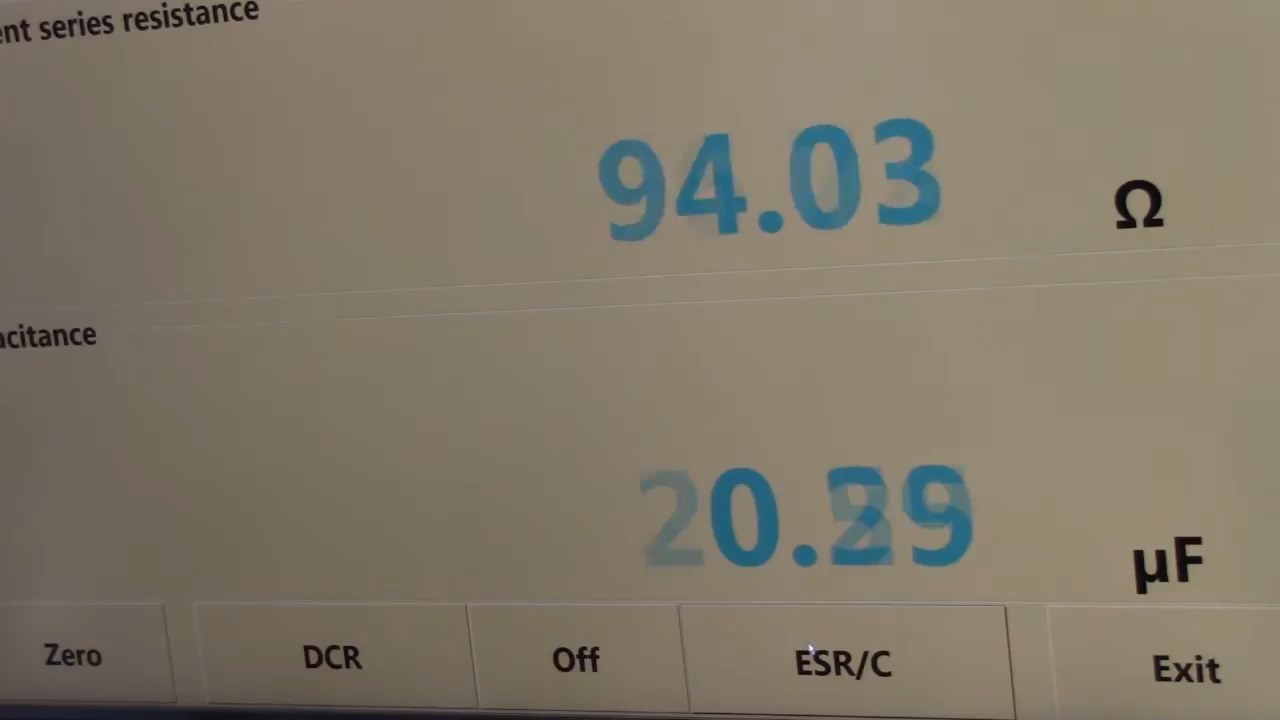 ent series resistance
94.03 Ω
acitance
μF
Zero DCR Off ESR/C Exit